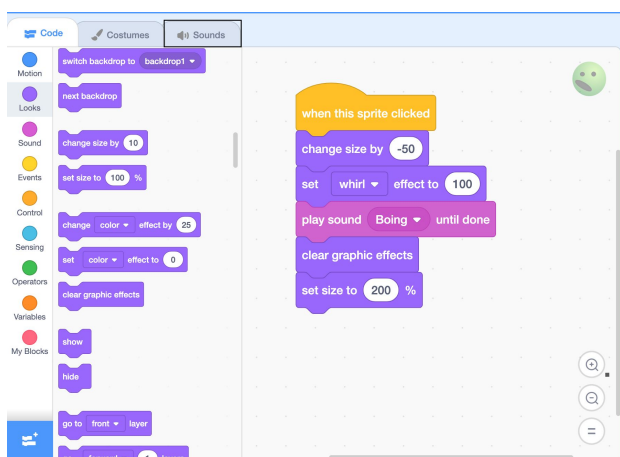 Code
Costumes
Sounds
Motion
Looks
Sound
Events
Control
Sensing
Operators
Variables
My Blocks
switch backdrop to backdrop1
next backdrop
change size by 10
set size to 100 %
change color effect by 25
set color effect to 0
clear graphic effects
show
hide
go to front layer
when this sprite clicked
change size by -50
set whirl effect to 100
play sound Boing until done
clear graphic effects
set size to 200 %